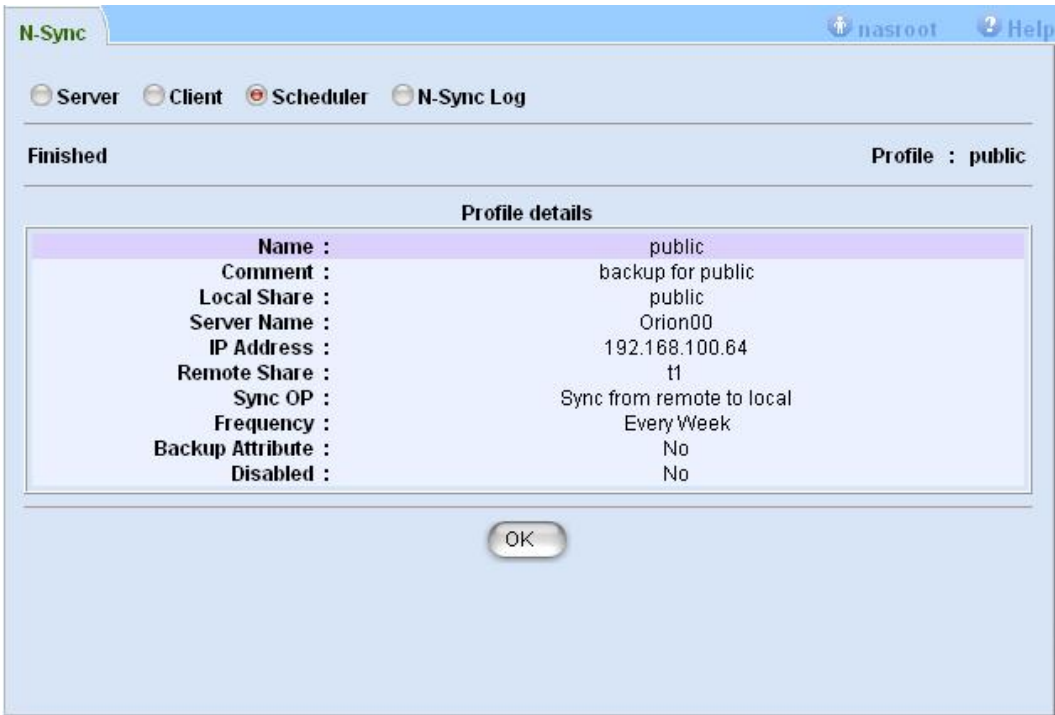 N-Sync nasroot Help
Server Client Scheduler N-Sync Log
Finished Profile : public
Profile details
Name : public
Comment : backup for public
Local Share : public
Server Name : Orion00
IP Address : 192.168.100.64
Remote Share : t1
Sync OP : Sync from remote to local
Frequency : Every Week
Backup Attribute : No
Disabled : No
OK